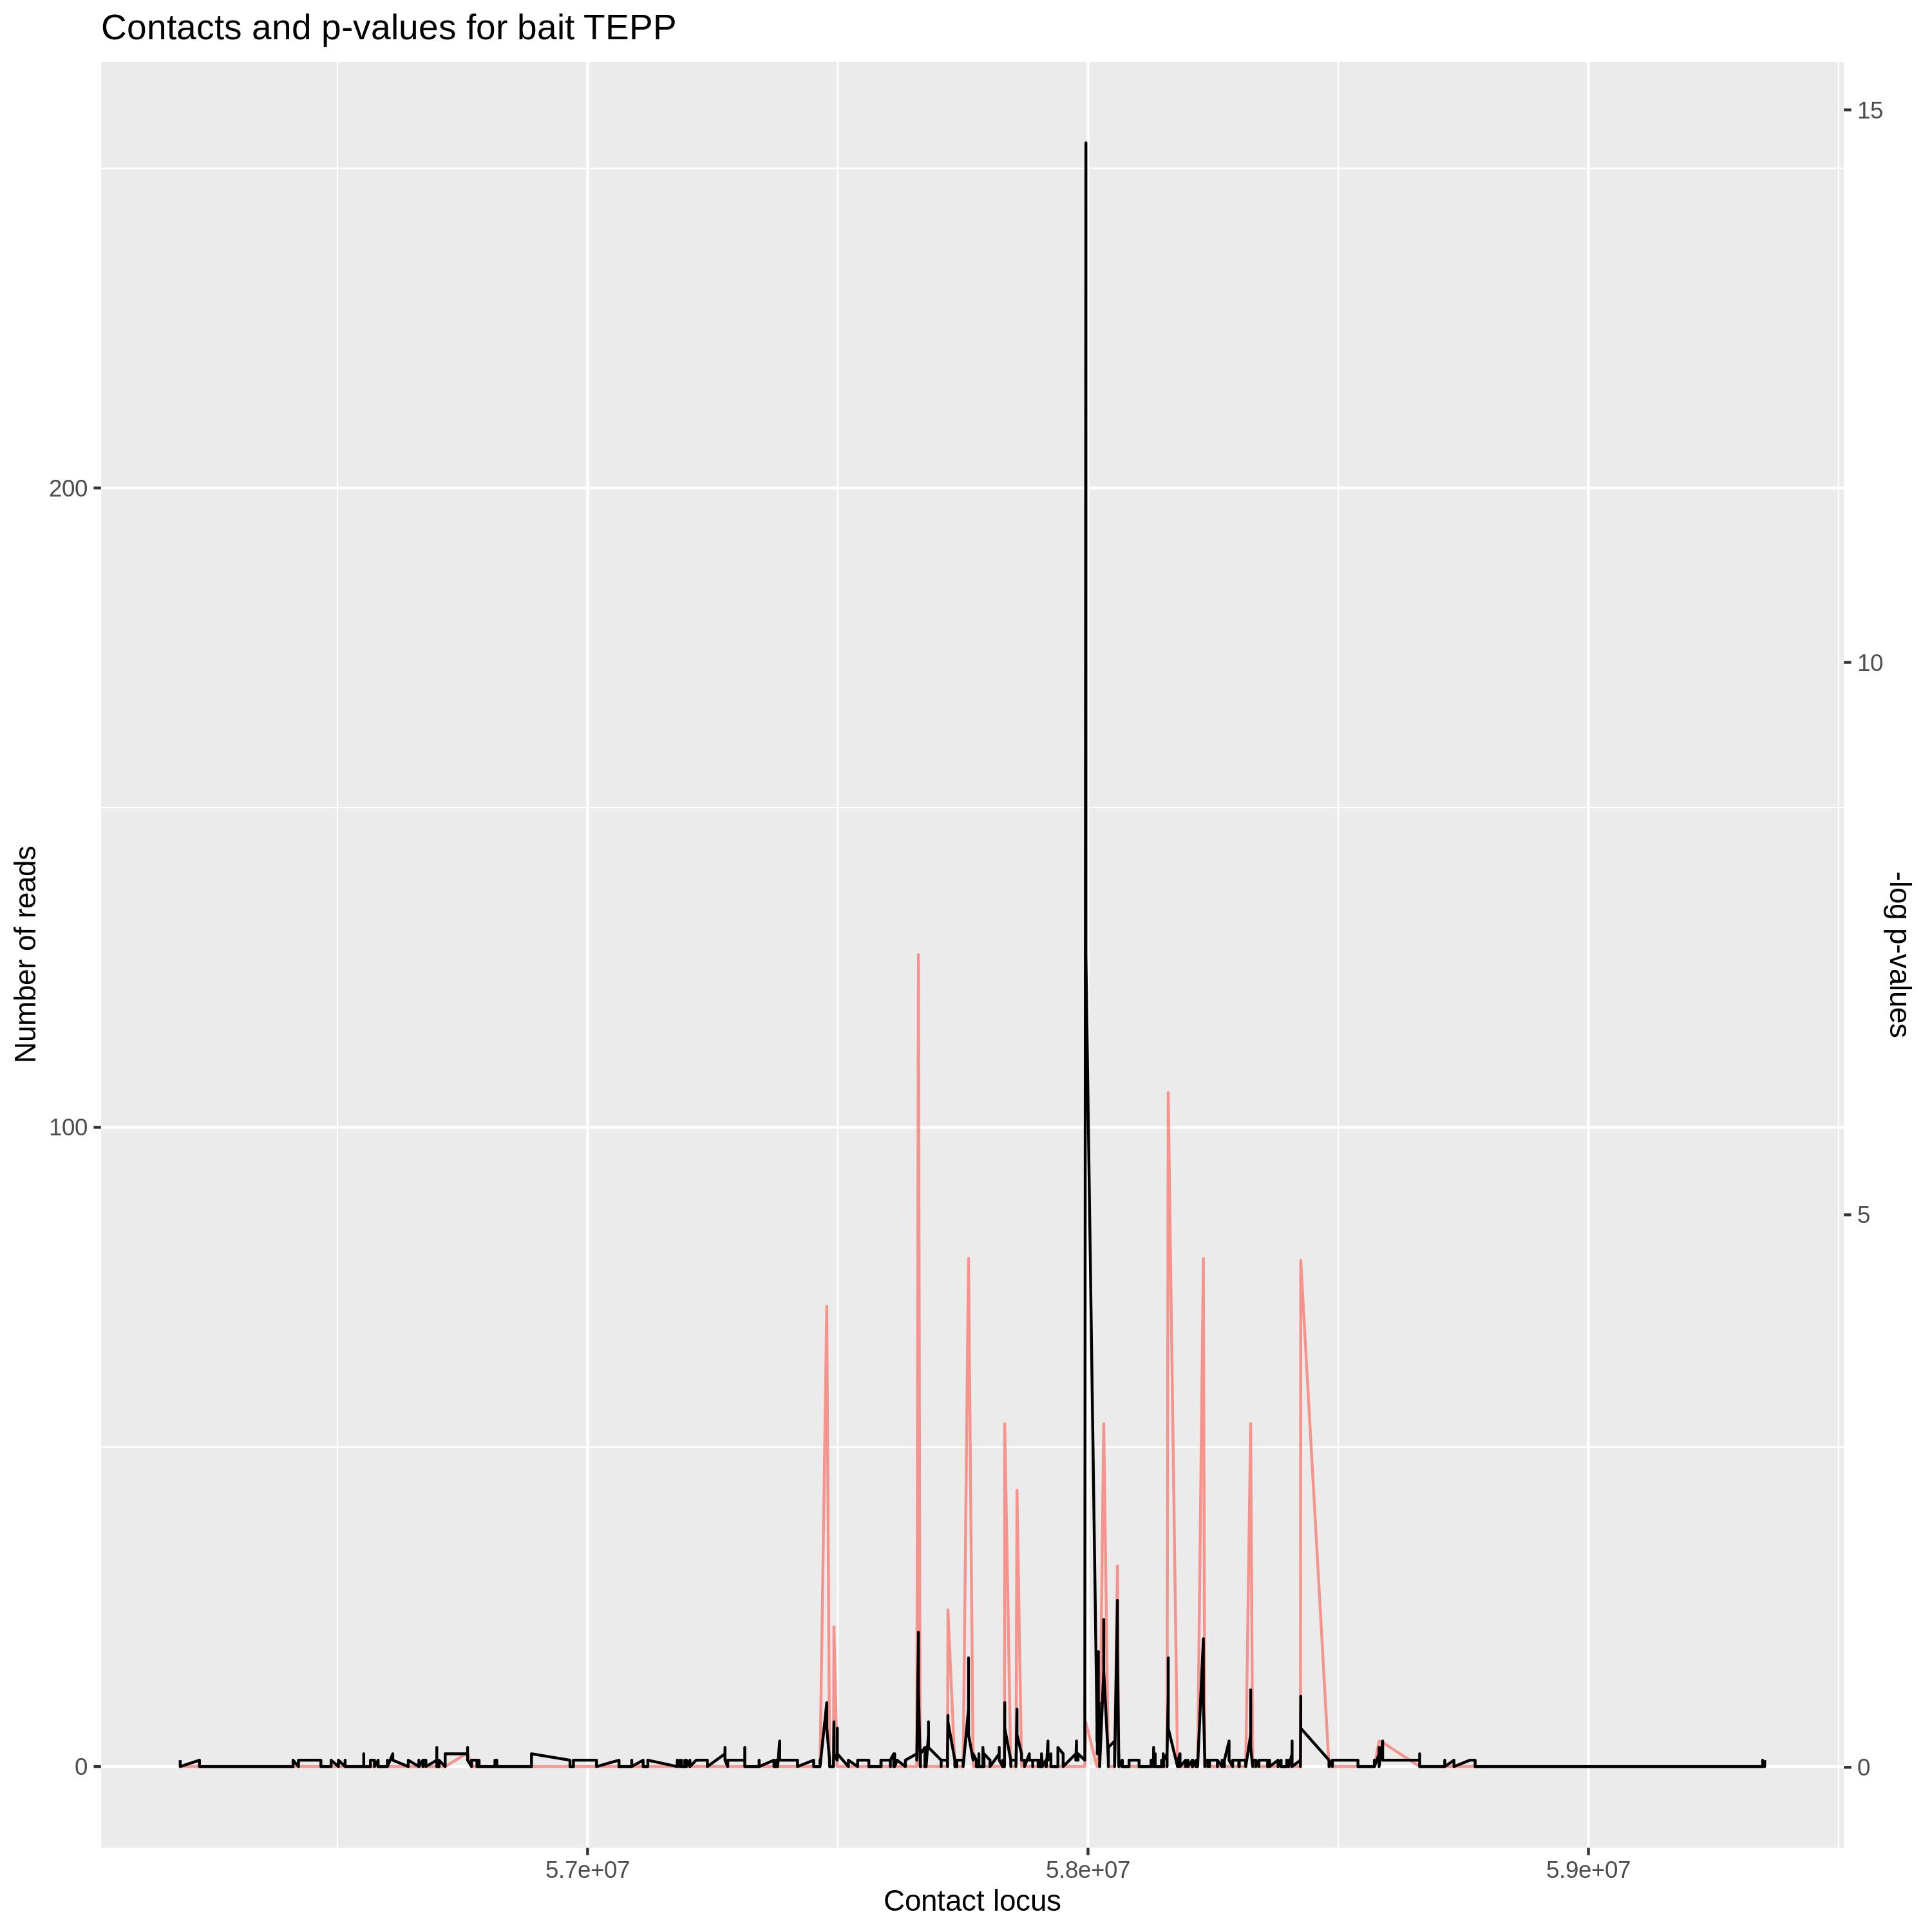 Contacts and p-values for bait TEPP
15
200
10
Number of reads
-log p-values
100
5
0
0
5.7e+07
5.8e+07
5.9e+07
Contact locus